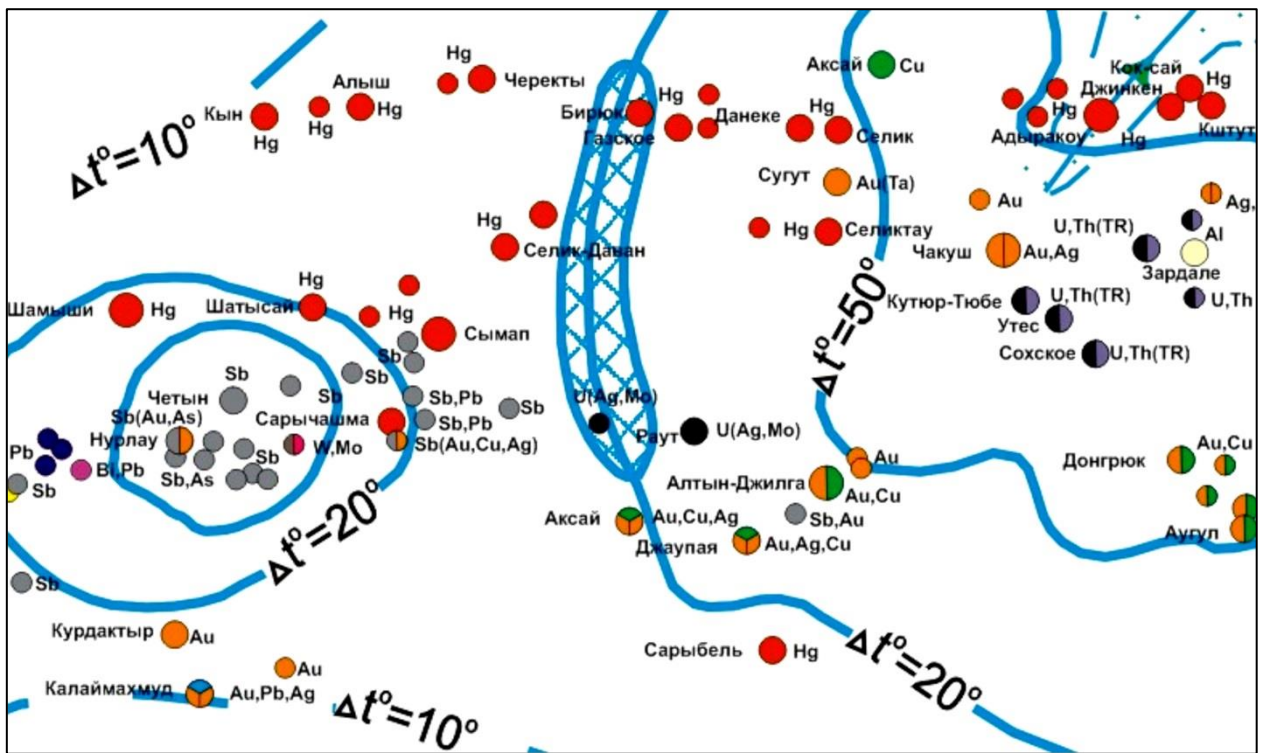 Аксай
Cu
Кок-сай
Hg
Hg
Алыш
Черекты
Джинкен
Hg
Кын
Hg
Hg
Hg
Бирюк
Hg
Данеке
Hg
Hg
Газское
Селик
Адыракоу
Hg
Кштут
Δt°=10°
Сугут
Au(Ta)
Au
Ag,
Hg
Селик-Даван
Hg
Селиктау
U,Th(TR)
Al
Чакуш
Au,Ag
Зардале
Δt°=50°
Hg
Шамыши
Hg
Шатысай
Hg
Сымап
Кутюр-Тюбе
U,Th(TR)
U,Th
Утес
Sb
Сохское
U,Th(TR)
Sb
Sb
Четын
Sb
Sb,Pb
Sb
U(Ag,Mo)
Sb(Au,As)
Сарычашма
Sb,Pb
Нурлау
W,Mo
Sb(Au,Cu,Ag)
Раут
U(Ag,Mo)
Pb
Sb
Au
Au,Cu
Bi,Pb
Sb,As
Донгрюк
Sb
Алтын-Джилга
Au,Cu
Δt°=20°
Аксай
Au,Cu,Ag
Sb,Au
Джаупая
Au,Ag,Cu
Аугул
Sb
Курдактыр
Au
Сарыбель
Hg
Δt°=20°
Au
Калаймахмуд
Au,Pb,Ag
Δt°=10°